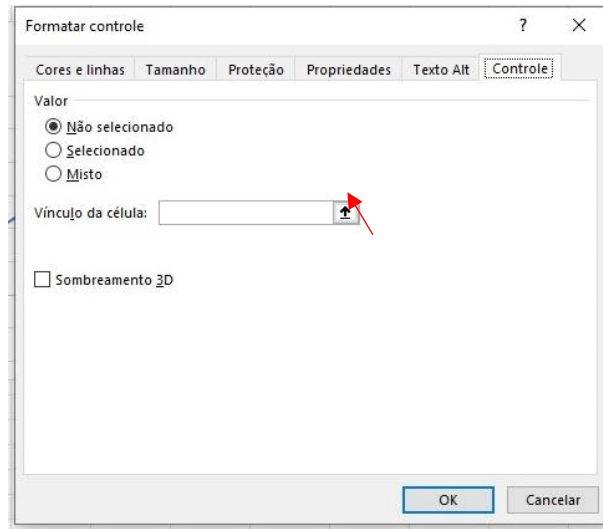 Formatar controle ?
Cores e linhas Tamanho Proteção Propriedades Texto Alt Controle
Valor
Não selecionado
Selecionado
Misto
Vínculo da célula:
Sombreamento 3D
OK Cancelar